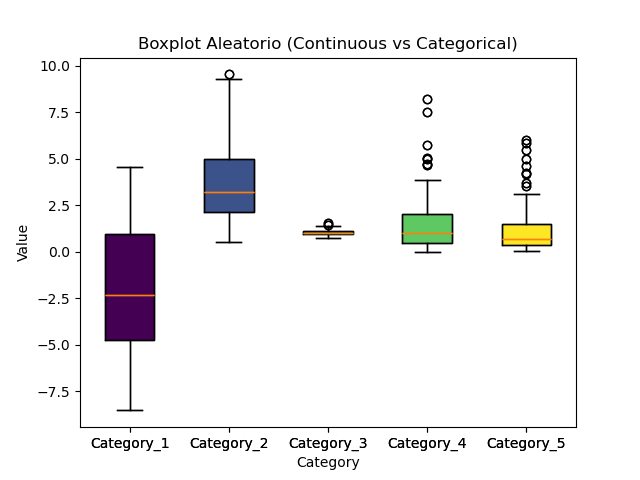 Boxplot Aleatorio (Continuous vs Categorical)
Value
10.0
7.5
5.0
2.5
0.0
−2.5
−5.0
−7.5
Category_1 Category_2 Category_3 Category_4 Category_5
Category